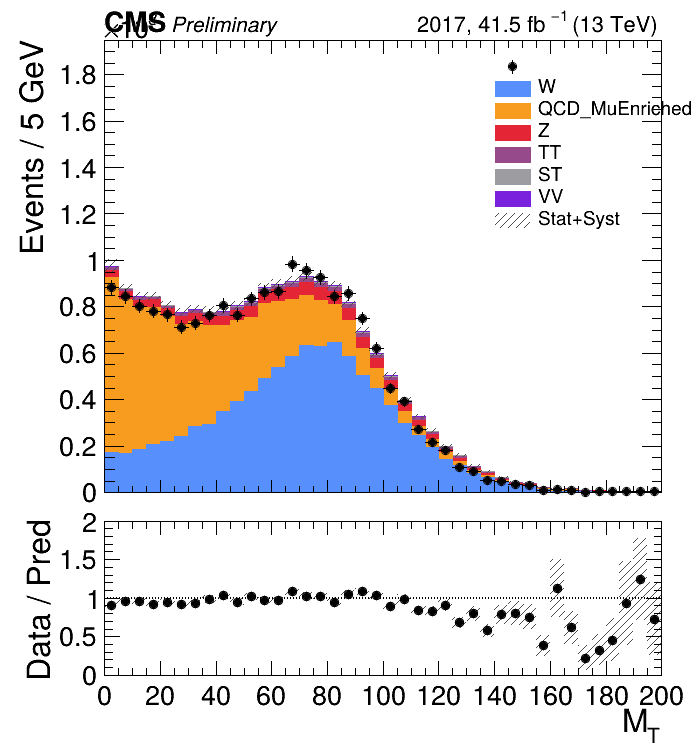 CMS Preliminary 2017, 41.5 fb⁻¹ (13 TeV)
Events / 5 GeV
1.8
1.6
1.4
1.2
1
0.8
0.6
0.4
0.2
0
W
QCD_MuEnriched
Z
TT
ST
VV
Stat+Syst
Data / Pred
2
1.5
1
0.5
0
0 20 40 60 80 100 120 140 160 180 200
M_T